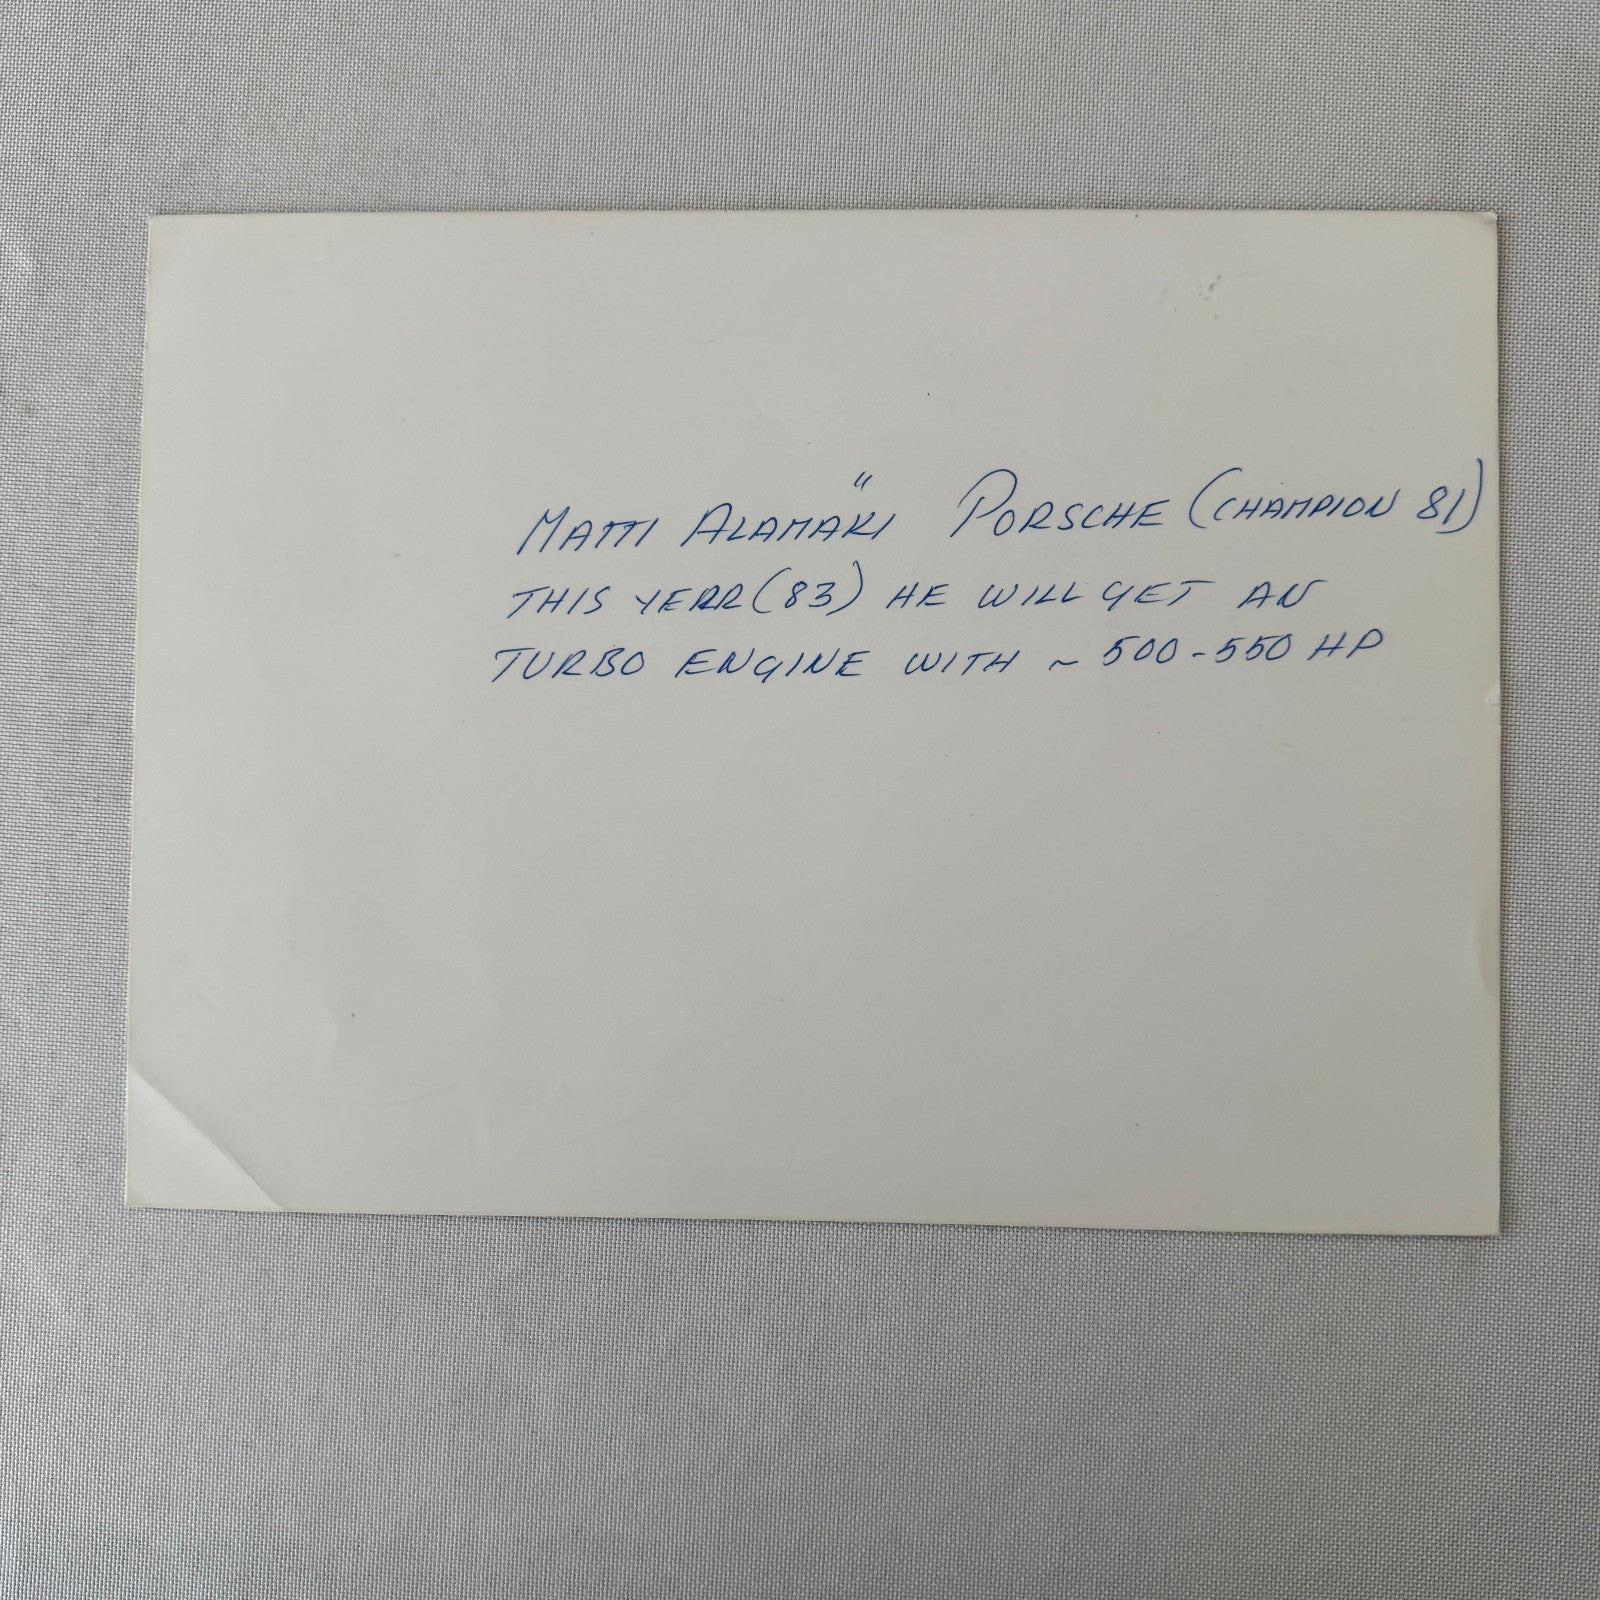 MATTI ALAMÄKI PORSCHE (CHAMPION 81)
THIS YEAR (83) HE WILL GET AN
TURBO ENGINE WITH ~ 500-550 HP